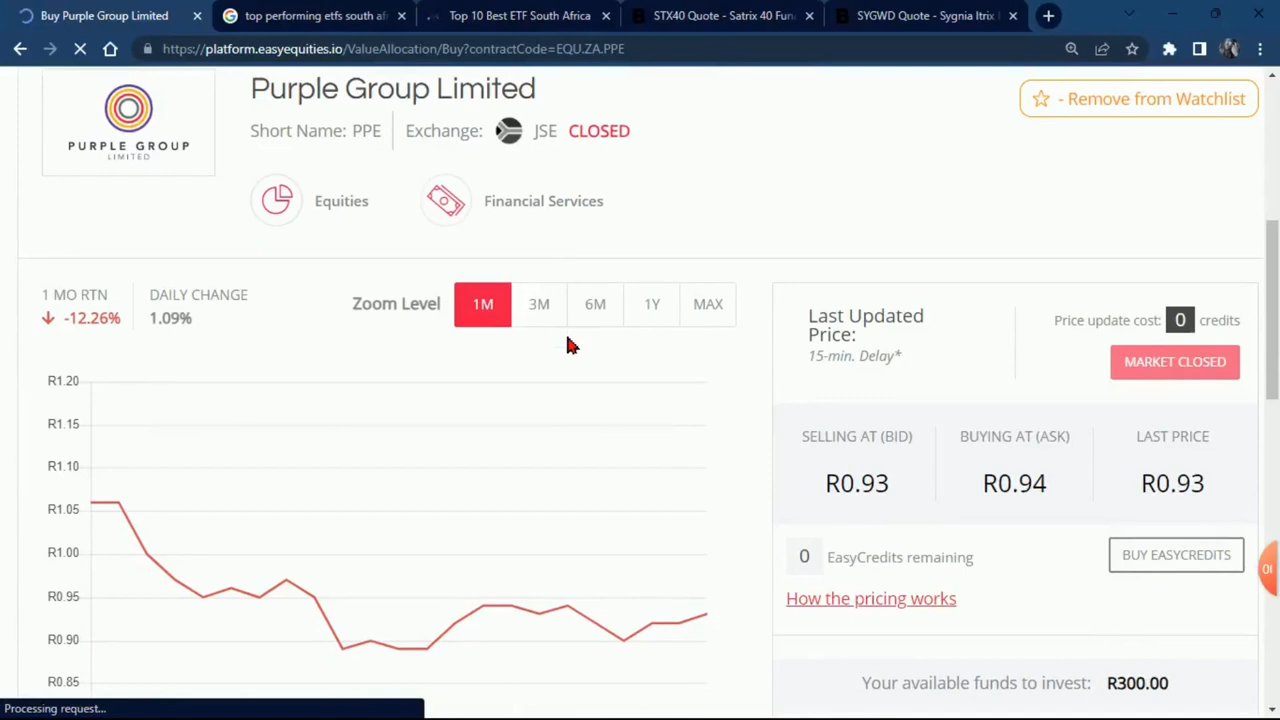 Buy Purple Group Limited
top performing etfs south af
Top 10 Best ETF South Africa
STX40 Quote - Satrix 40 Fun
SYGWD Quote - Sygnia Itrix
https://platform.easyequities.io/ValueAllocation/Buy?contractCode=EQU.ZA.PPE
PURPLE GROUP
LIMITED
Purple Group Limited
- Remove from Watchlist
Short Name: PPE
Exchange: JSE CLOSED
Equities
Financial Services
1 MO RTN
-12.26%
DAILY CHANGE
1.09%
Zoom Level
1M
3M
6M
1Y
MAX
R1.20
R1.15
R1.10
R1.05
R1.00
R0.95
R0.90
R0.85
Last Updated
Price:
15-min. Delay*
Price update cost: 0 credits
MARKET CLOSED
SELLING AT (BID)
R0.93
BUYING AT (ASK)
R0.94
LAST PRICE
R0.93
0 EasyCredits remaining
BUY EASYCREDITS
How the pricing works
Your available funds to invest: R300.00
Processing request...